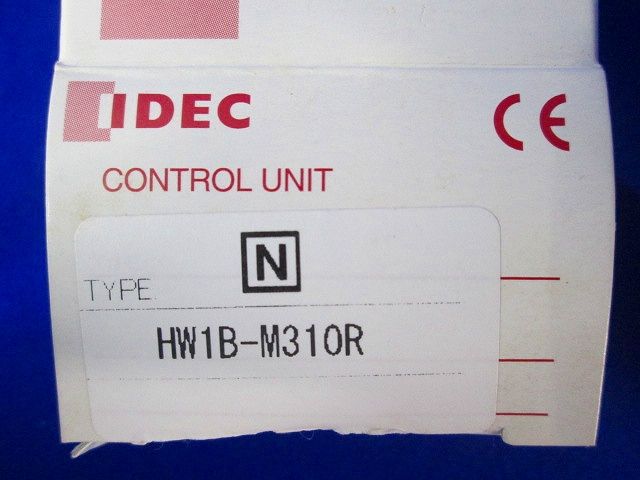 IDEC
CE
CONTROL UNIT
N
TYPE
HW1B-M310R